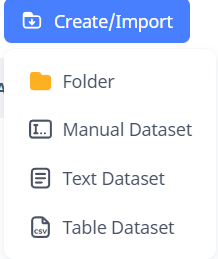 Create/Import
Folder
Manual Dataset
Text Dataset
Table Dataset